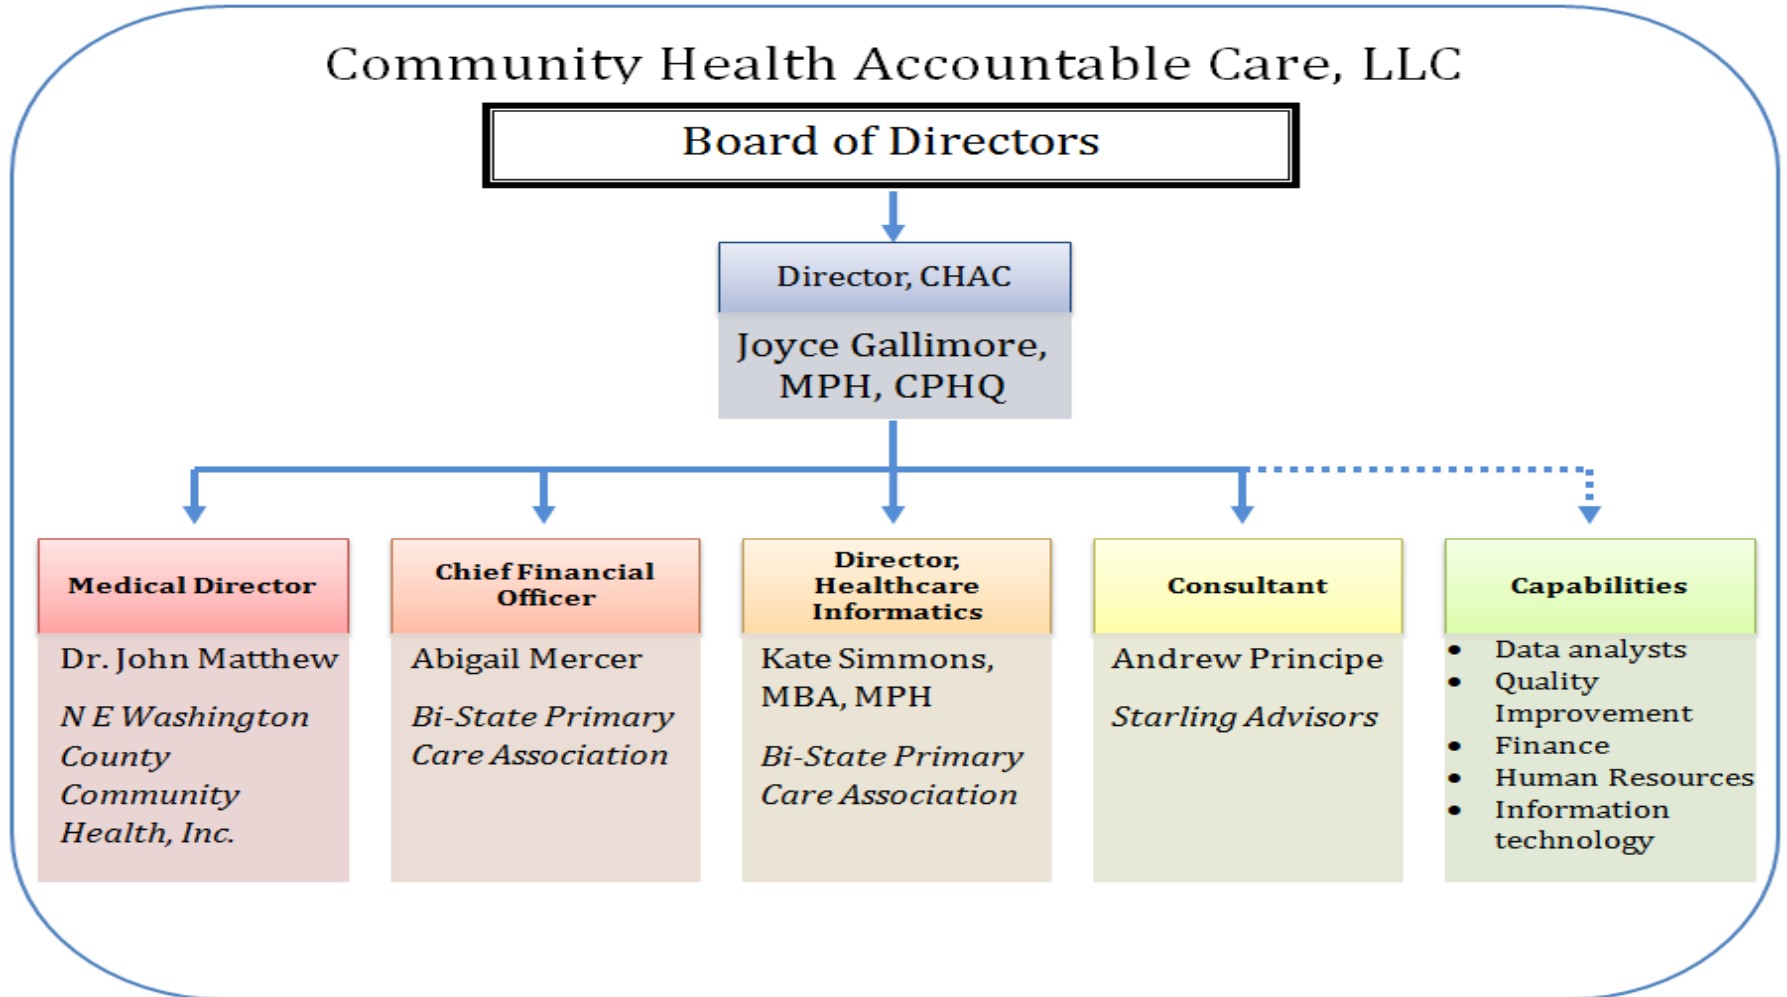 Community Health Accountable Care, LLC
Board of Directors
Director, CHAC
Joyce Gallimore,
MPH, CPHQ
Medical Director
Dr. John Matthew
N E Washington
County
Community
Health, Inc.
Chief Financial
Officer
Abigail Mercer
Bi-State Primary
Care Association
Director,
Healthcare
Informatics
Kate Simmons,
MBA, MPH
Bi-State Primary
Care Association
Consultant
Andrew Principe
Starling Advisors
Capabilities
• Data analysts
• Quality
Improvement
• Finance
• Human Resources
• Information
technology